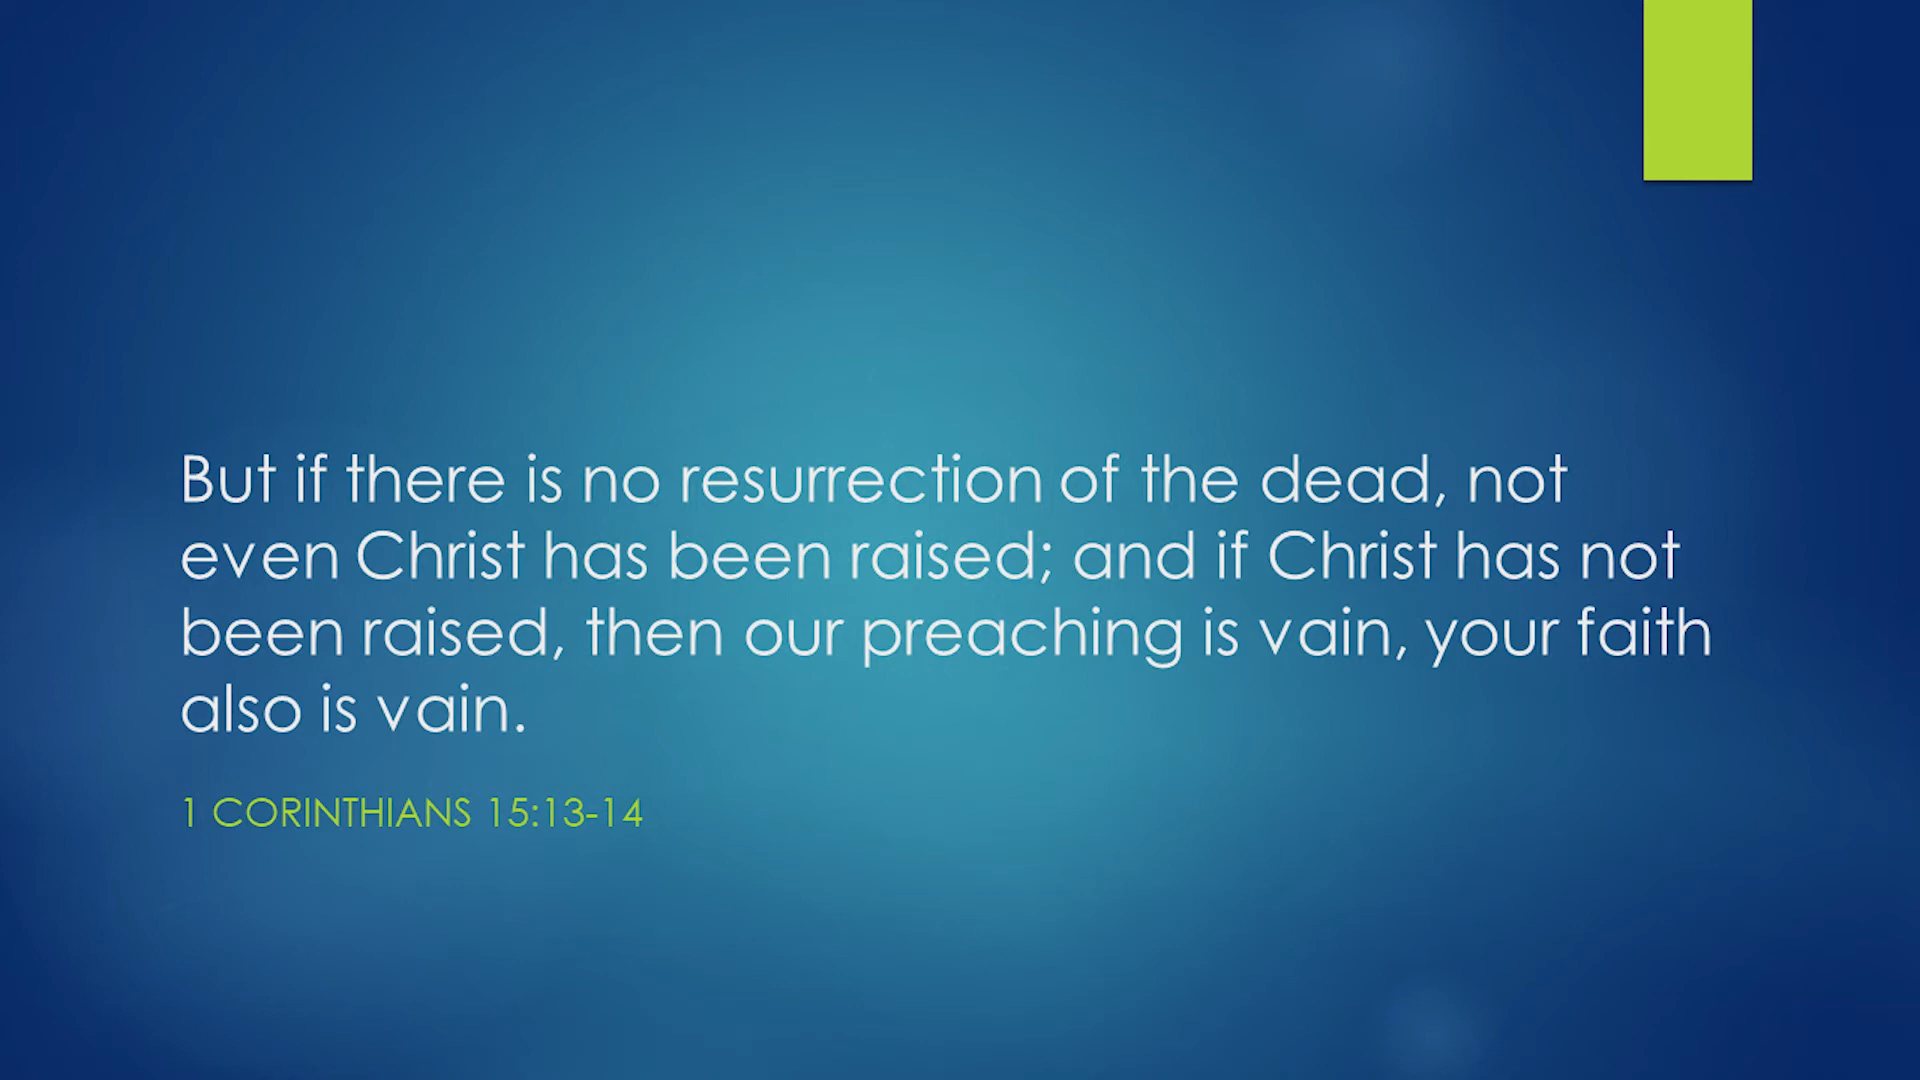 But if there is no resurrection of the dead, not
even Christ has been raised; and if Christ has not
been raised, then our preaching is vain, your faith
also is vain.
1 CORINTHIANS 15:13-14